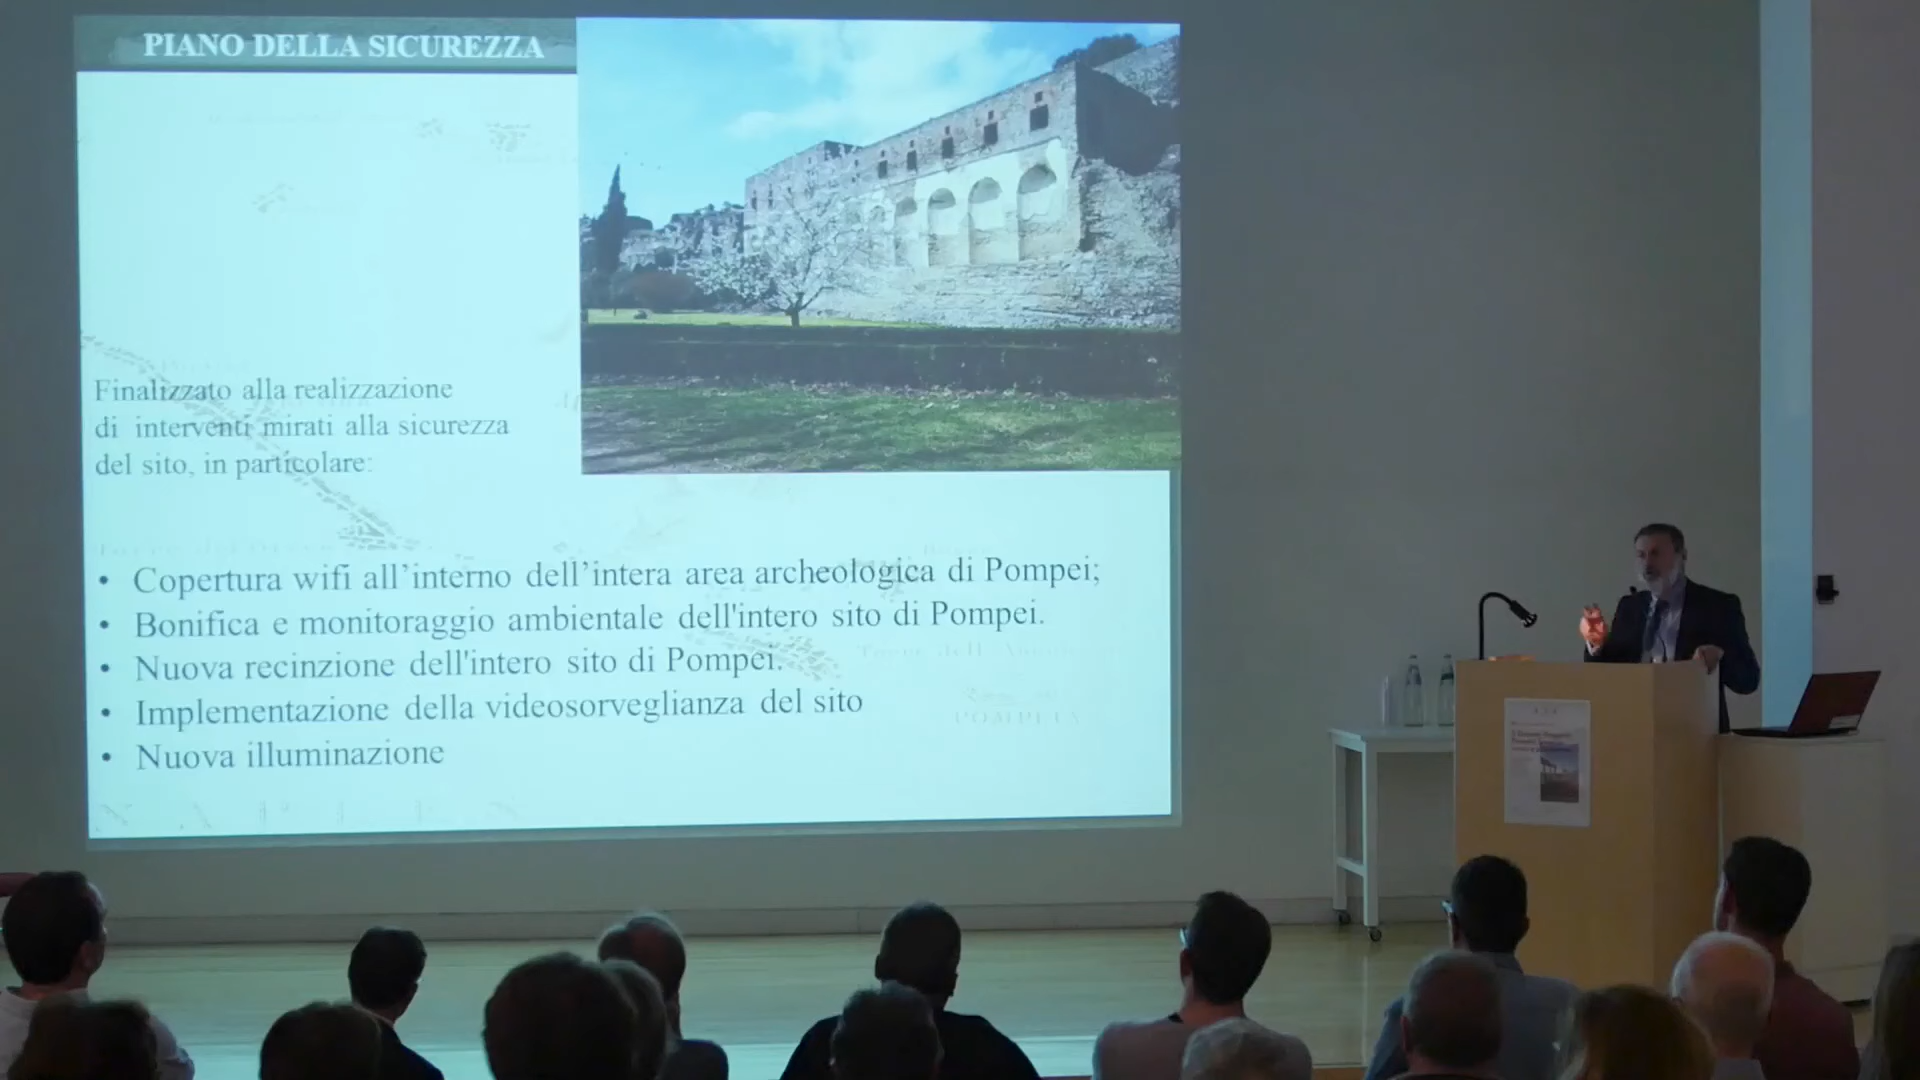 PIANO DELLA SICUREZZA
Finalizzato alla realizzazione
di interventi mirati alla sicurezza
del sito, in particolare:
• Copertura wifi all’interno dell’intera area archeologica di Pompei;
• Bonifica e monitoraggio ambientale dell'intero sito di Pompei.
• Nuova recinzione dell'intero sito di Pompei.
• Implementazione della videosorveglianza del sito
• Nuova illuminazione